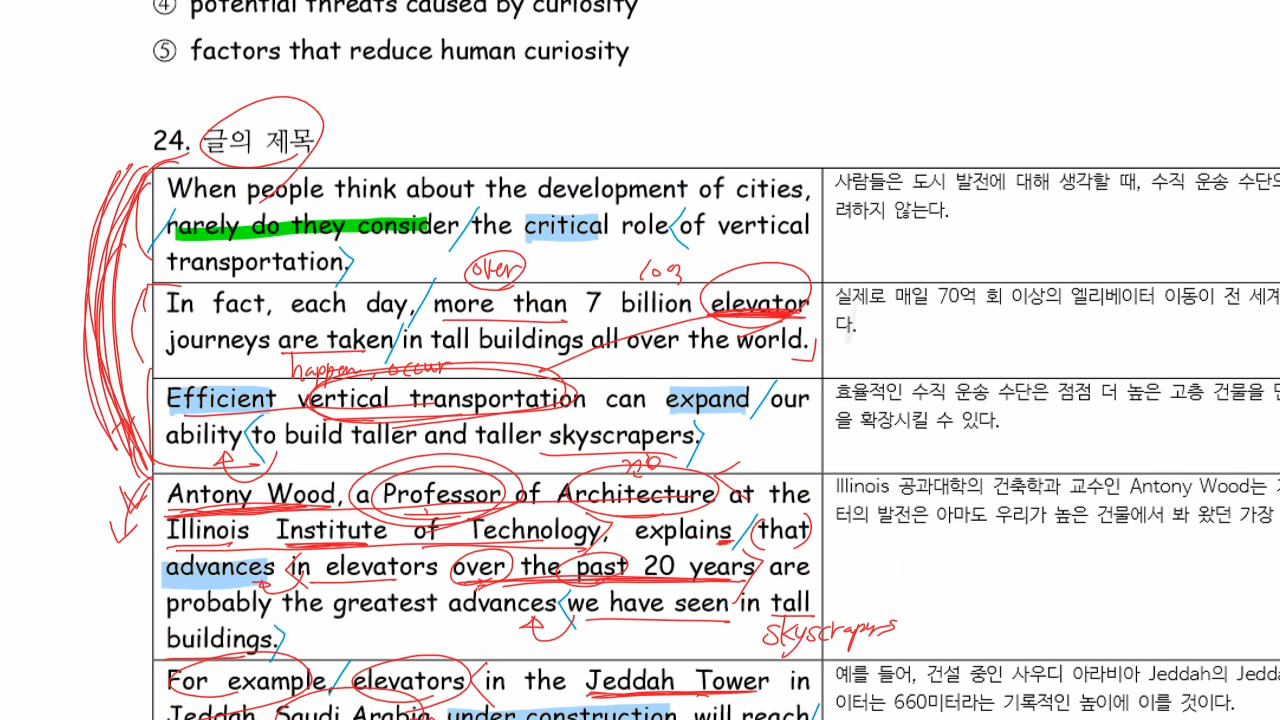 ④ potential threats caused by curiosity
⑤ factors that reduce human curiosity
24. 글의 제목
When people think about the development of cities,
rarely do they consider the critical role of vertical
transportation.
사람들은 도시 발전에 대해 생각할 때, 수직 운송 수단으
려하지 않는다.
over
In fact, each day, more than 7 billion elevator
journeys are taken in tall buildings all over the world.
happen, occur
실제로 매일 70억 회 이상의 엘리베이터 이동이 전 세계
다.
Efficient vertical transportation can expand our
ability to build taller and taller skyscrapers.
효율적인 수직 운송 수단은 점점 더 높은 고층 건물을
을 확장시킬 수 있다.
Antony Wood, a Professor of Architecture at the
Illinois Institute of Technology, explains that
advances in elevators over the past 20 years are
probably the greatest advances we have seen in tall
buildings.
skyscrapers
Illinois 공과대학의 건축학과 교수인 Antony Wood는
터의 발전은 아마도 우리가 높은 건물에서 봐 왔던 가장
For example, elevators in the Jeddah Tower in
Jeddah, Saudi Arabia, under construction, will reach
예를 들어, 건설 중인 사우디 아라비아 Jeddah의 Jedda
이터는 660미터라는 기록적인 높이에 이를 것이다.